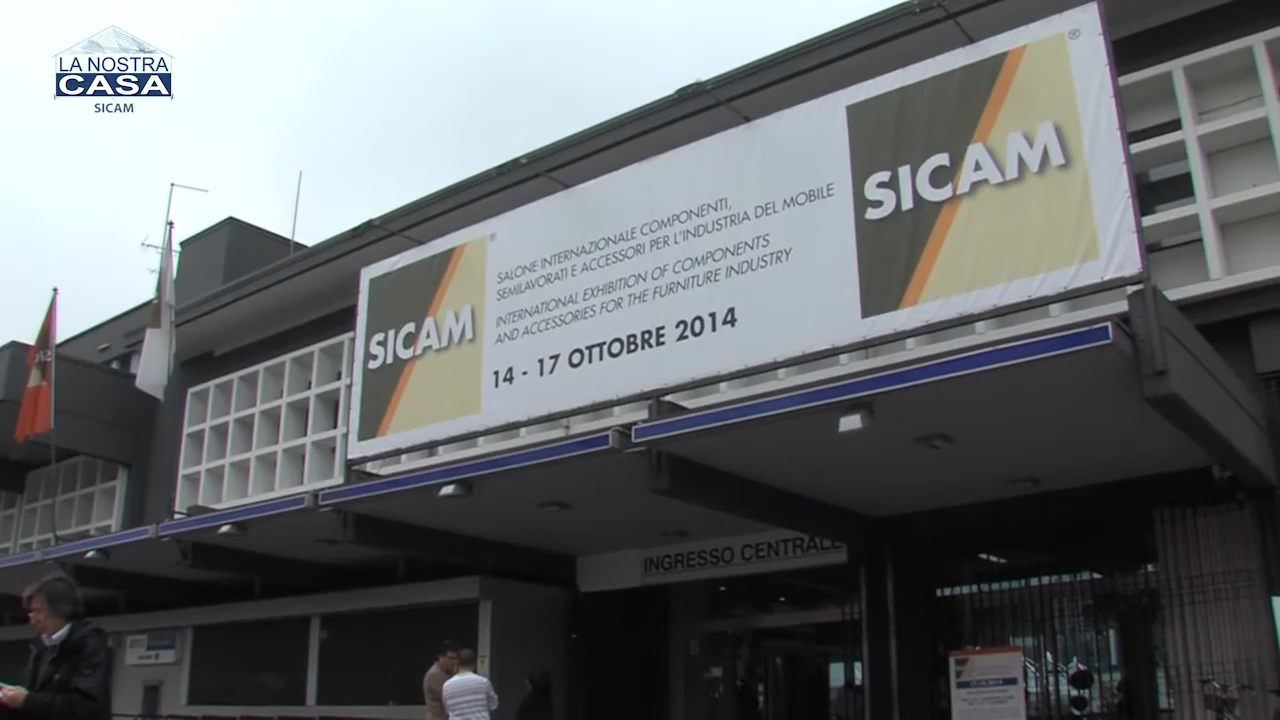 LA NOSTRA
CASA
SICAM
SICAM
®
SALONE INTERNAZIONALE COMPONENTI,
SEMILAVORATI E ACCESSORI PER L'INDUSTRIA DEL MOBILE
INTERNATIONAL EXHIBITION OF COMPONENTS
AND ACCESSORIES FOR THE FURNITURE INDUSTRY
14 - 17 OTTOBRE 2014
SICAM
®
INGRESSO CENTRALE